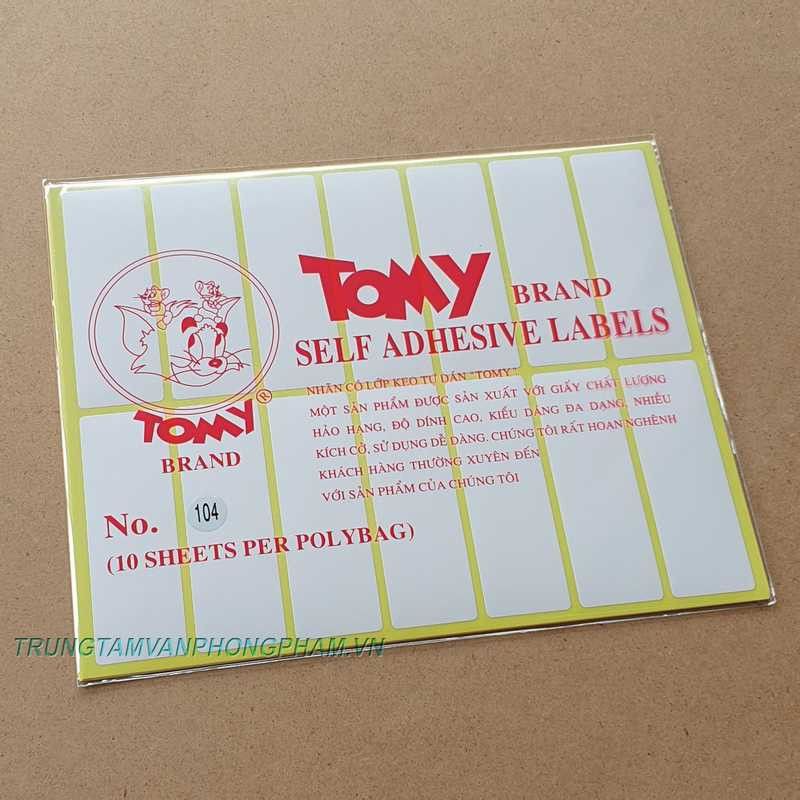 TOMY BRAND
SELF ADHESIVE LABELS
NHÃN CÓ LỚP KEO TỰ DÁN "TOMY"
MỘT SẢN PHẨM ĐƯỢC SẢN XUẤT VỚI GIẤY CHẤT LƯỢNG
HẢO HẠNG, ĐỘ DÍNH CAO, KIỂU DÁNG ĐA DẠNG, NHIỀU
KÍCH CỠ, SỬ DỤNG DỄ DÀNG. CHÚNG TÔI RẤT HOAN NGHÊNH
KHÁCH HÀNG THƯỜNG XUYÊN ĐẾN
VỚI SẢN PHẨM CỦA CHÚNG TÔI
®
TOMY
BRAND
No. 104
(10 SHEETS PER POLYBAG)
TRUNGTAMVANPHONGPHAM.VN